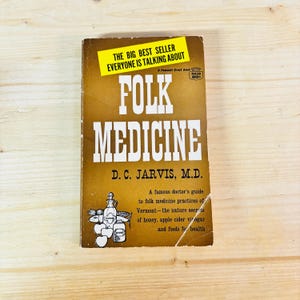 THE BIG BEST SELLER
EVERYONE IS TALKING ABOUT
FOLK
MEDICINE
D. C. JARVIS, M.D.
A famous doctor's guide
to folk medicine practices of
Vermont—the nature secrets
of honey, apple cider vinegar
and foods for health